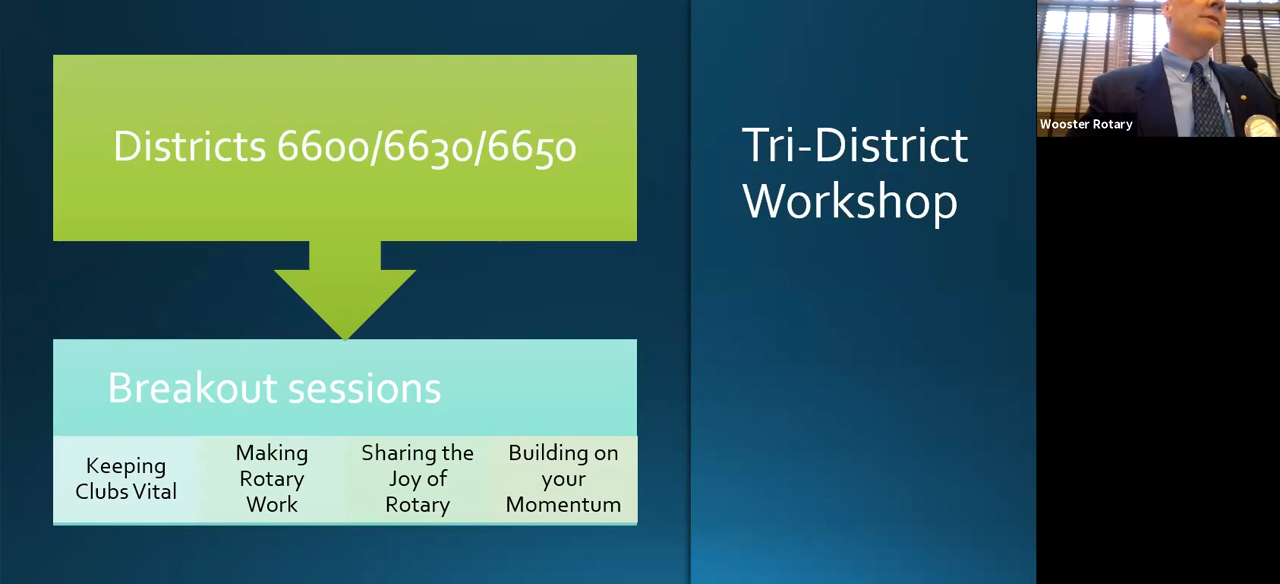 Districts 6600/6630/6650
Breakout sessions
Keeping
Clubs Vital
Making
Rotary
Work
Sharing the
Joy of
Rotary
Building on
your
Momentum
Tri-District
Workshop
Wooster Rotary